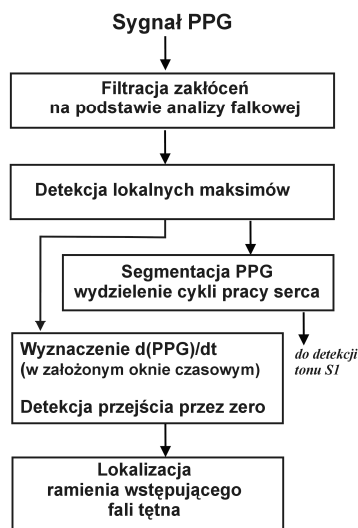 Sygnał PPG
Filtracja zakłóceń
na podstawie analizy falkowej
Detekcja lokalnych maksimów
Segmentacja PPG
wydzielenie cykli pracy serca
Wyznaczenie d(PPG)/dt
(w założonym oknie czasowym)
Detekcja przejścia przez zero
do detekcji
tonu S1
Lokalizacja
ramienia wstępującego
fali tętna